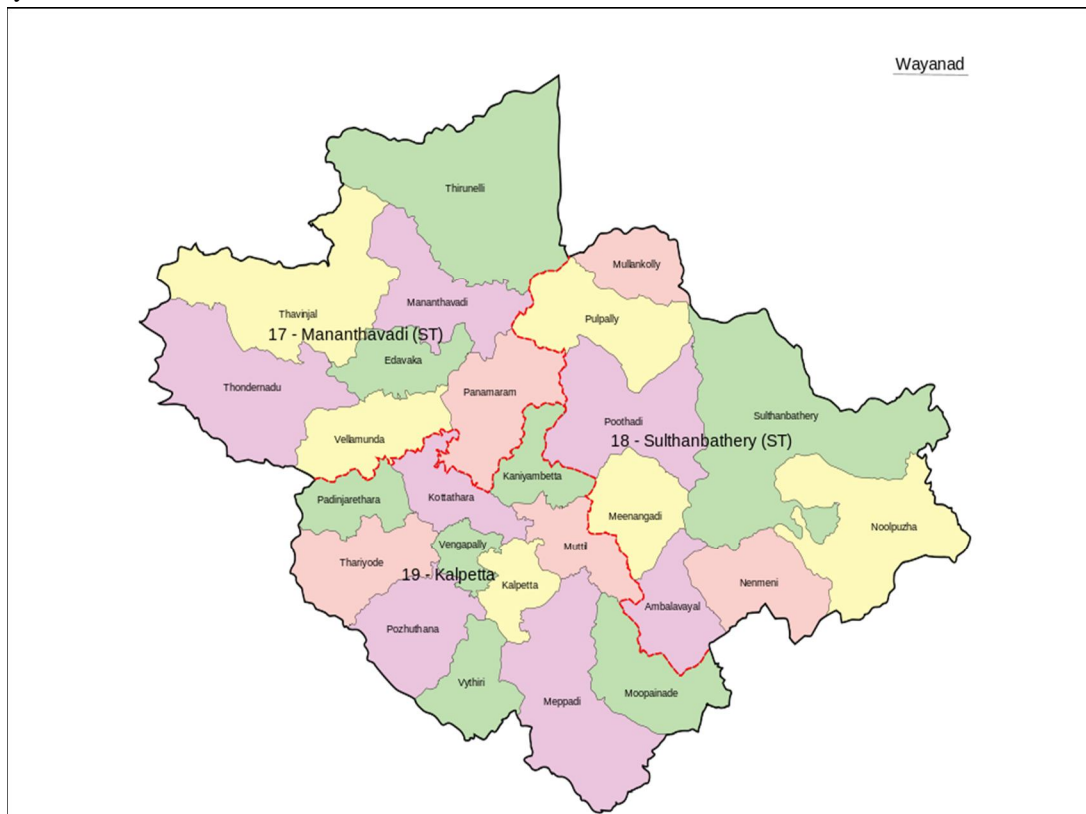 Wayanad
Thirunelli
Mullankolly
Mananthavadi
Thavinjal
Pulpally
17 - Mananthavadi (ST)
Edavaka
Thondernadu
Panamaram
Sulthanbathery
Poothadi
Vellamunda
18 - Sulthanbathery (ST)
Kaniyambetta
Padinjarethara
Kottathara
Meenangadi
Noolpuzha
Vengapally
Muttil
Thariyode
19 - Kalpetta
Kalpetta
Nenmeni
Ambalavayal
Pozhuthana
Vythiri
Moopainade
Meppadi